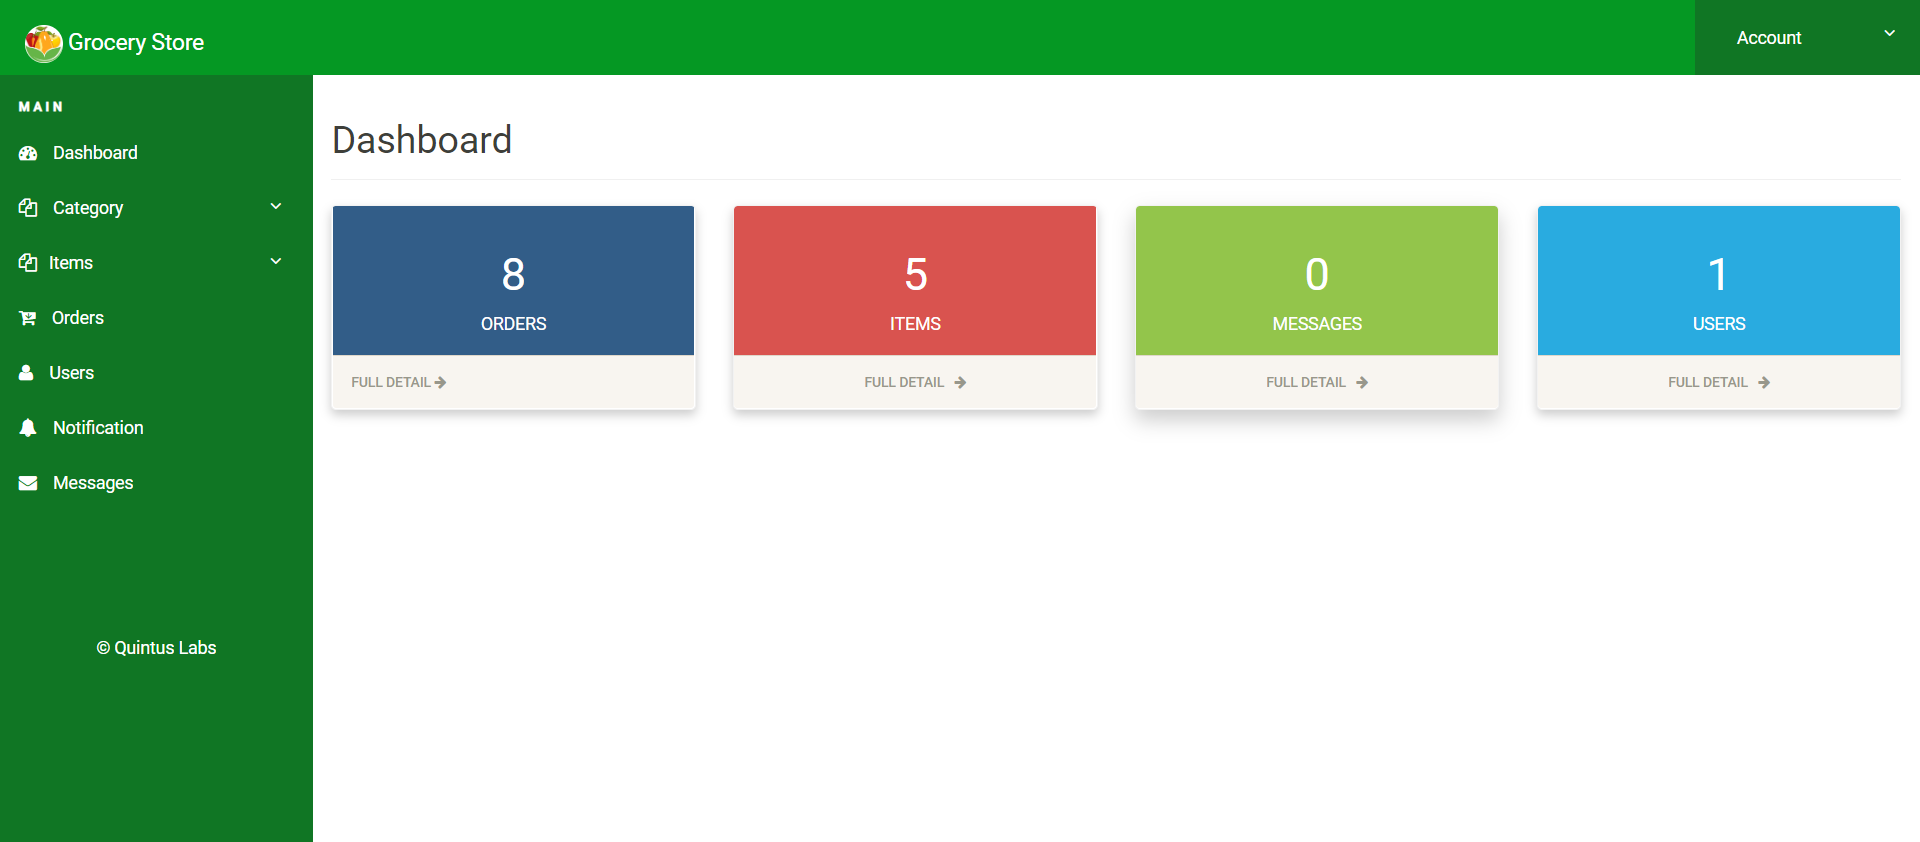 Grocery Store
Account
MAIN
Dashboard
Category
Items
Orders
Users
Notification
Messages
© Quintus Labs
Dashboard
8
ORDERS
FULL DETAIL
5
ITEMS
FULL DETAIL
0
MESSAGES
FULL DETAIL
1
USERS
FULL DETAIL